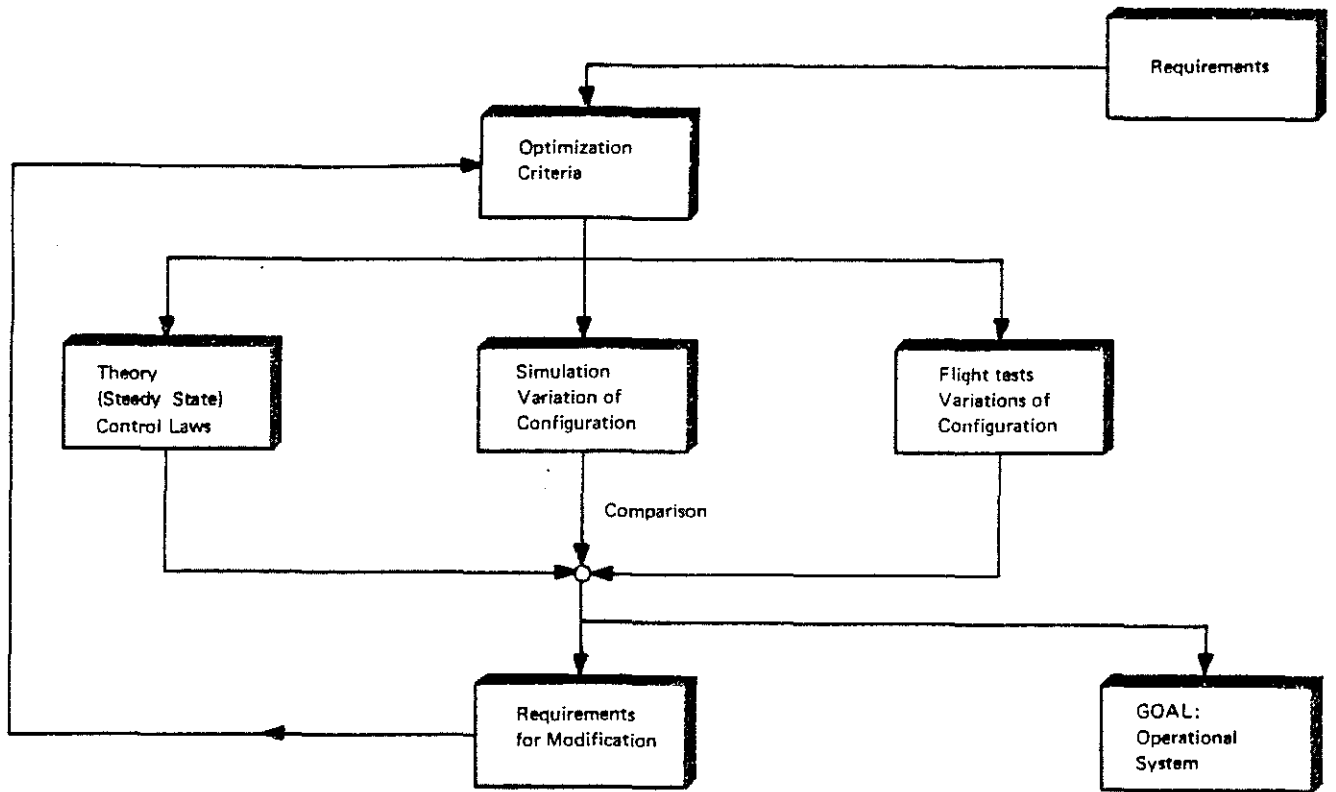 Requirements
Optimization
Criteria
Theory
(Steady State)
Control Laws
Simulation
Variation of
Configuration
Flight tests
Variations of
Configuration
Comparison
Requirements
for Modification
GOAL:
Operational
System